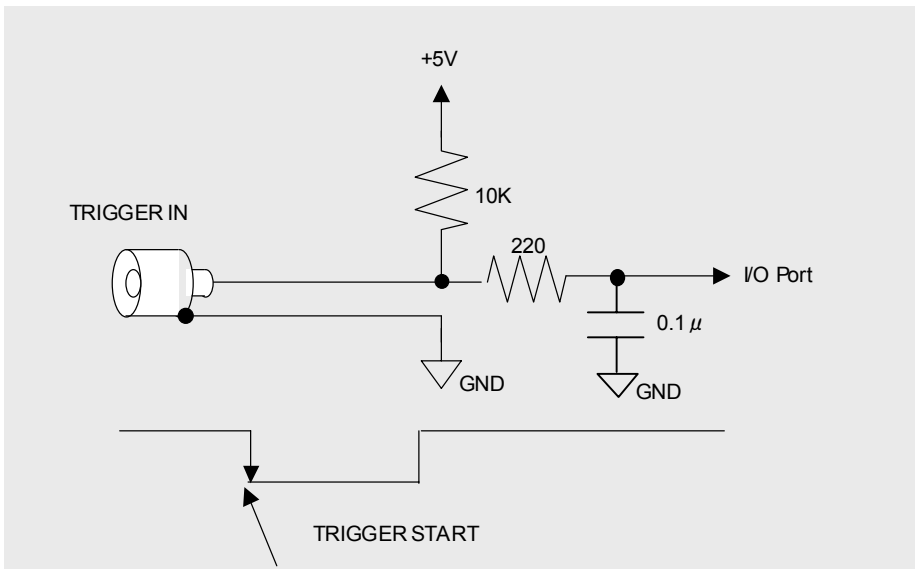 +5V
10K
TRIGGER IN
220
I/O Port
0.1 μ
GND
GND
TRIGGER START